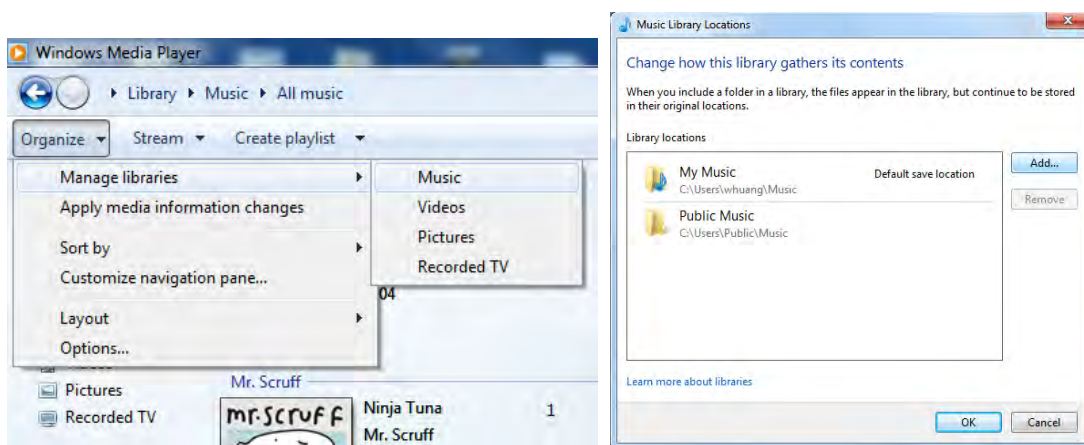 Windows Media Player
Library Music All music
Organize Stream Create playlist
Manage libraries
Apply media information changes
Sort by
Customize navigation pane...
Layout
Options...
Music
Videos
Pictures
Recorded TV
04
Pictures
Recorded TV
Mr. Scruff
mr.scruff
Ninja Tuna 1
Mr. Scruff
Music Library Locations
Change how this library gathers its contents
When you include a folder in a library, the files appear in the library, but continue to be stored
in their original locations.
Library locations
My Music Default save location
C:\Users\whuang\Music
Public Music
C:\Users\Public\Music
Add...
Remove
Learn more about libraries
OK Cancel